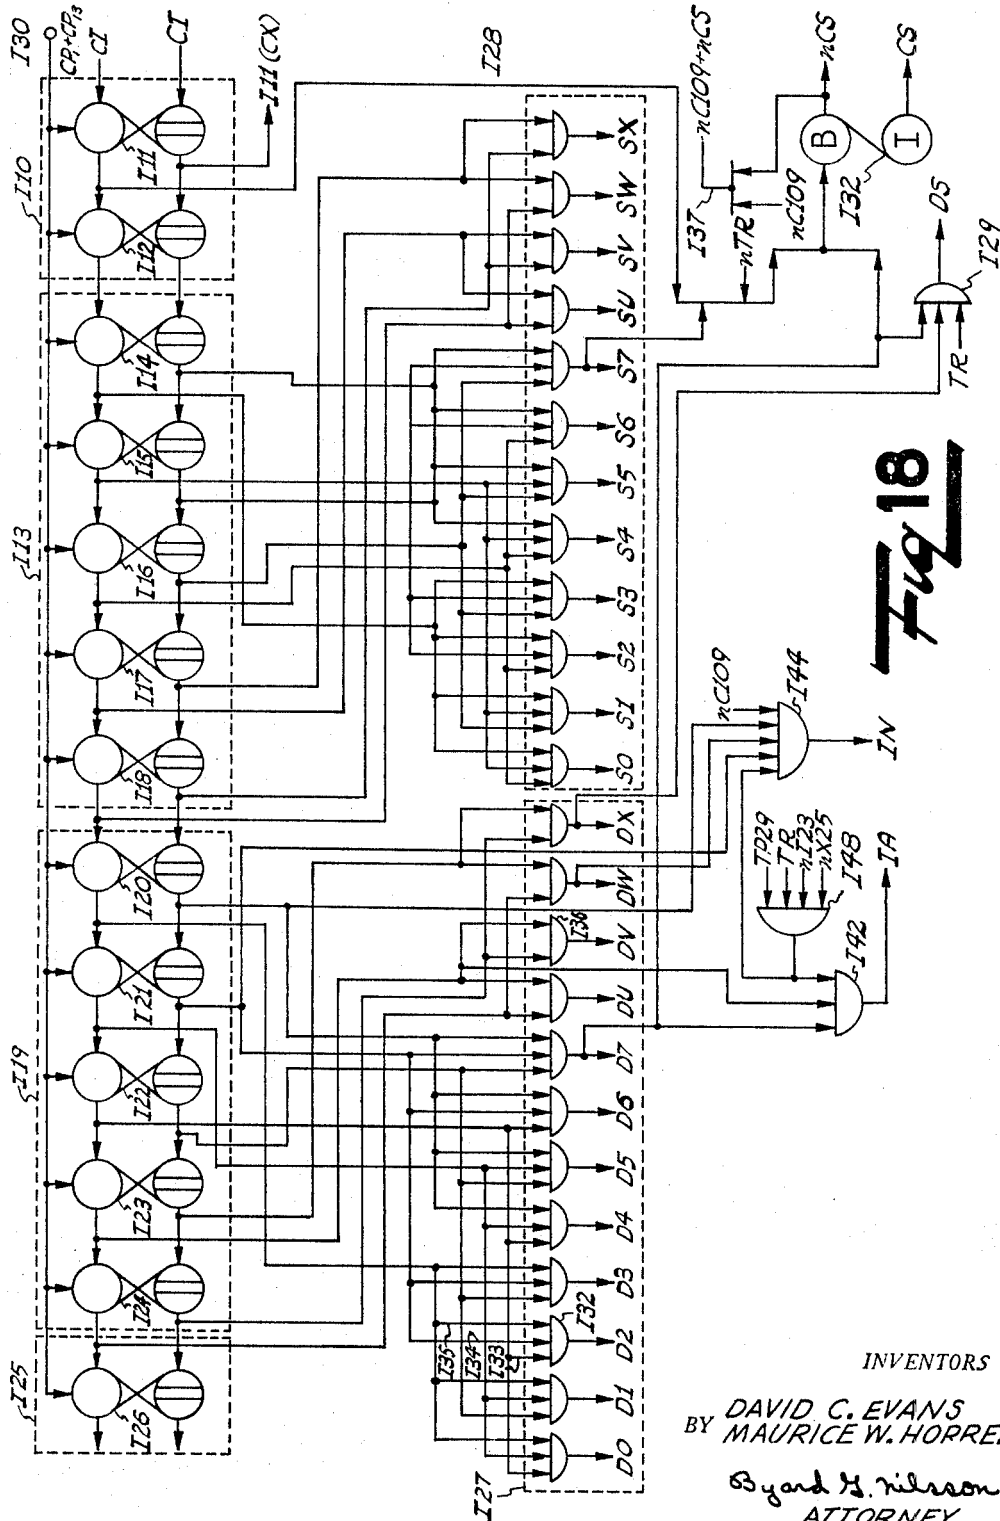 I25
I19
I13
I10
I30
CP1+CP13
CI
I26
I24
I23
I22
I21
I20
I18
I17
I16
I15
I14
I12
I11
CI
I11(CX)
I35
I34
I33
I27
I28
I32
I36
D0
D1
D2
D3
D4
D5
D6
D7
DU
DV
DW
DX
S0
S1
S2
S3
S4
S5
S6
S7
SU
SV
SW
SX
I37
nC109+nCS
nTR
nC109
B
nCS
I32
I
CS
TR
DS
I29
nC109
I44
IN
TP29
TR
nI23
nX25
I48
I42
IA
Fig 18
INVENTORS
DAVID C. EVANS
BY MAURICE W. HORRE
Byard G. Nilsson
ATTORNEY